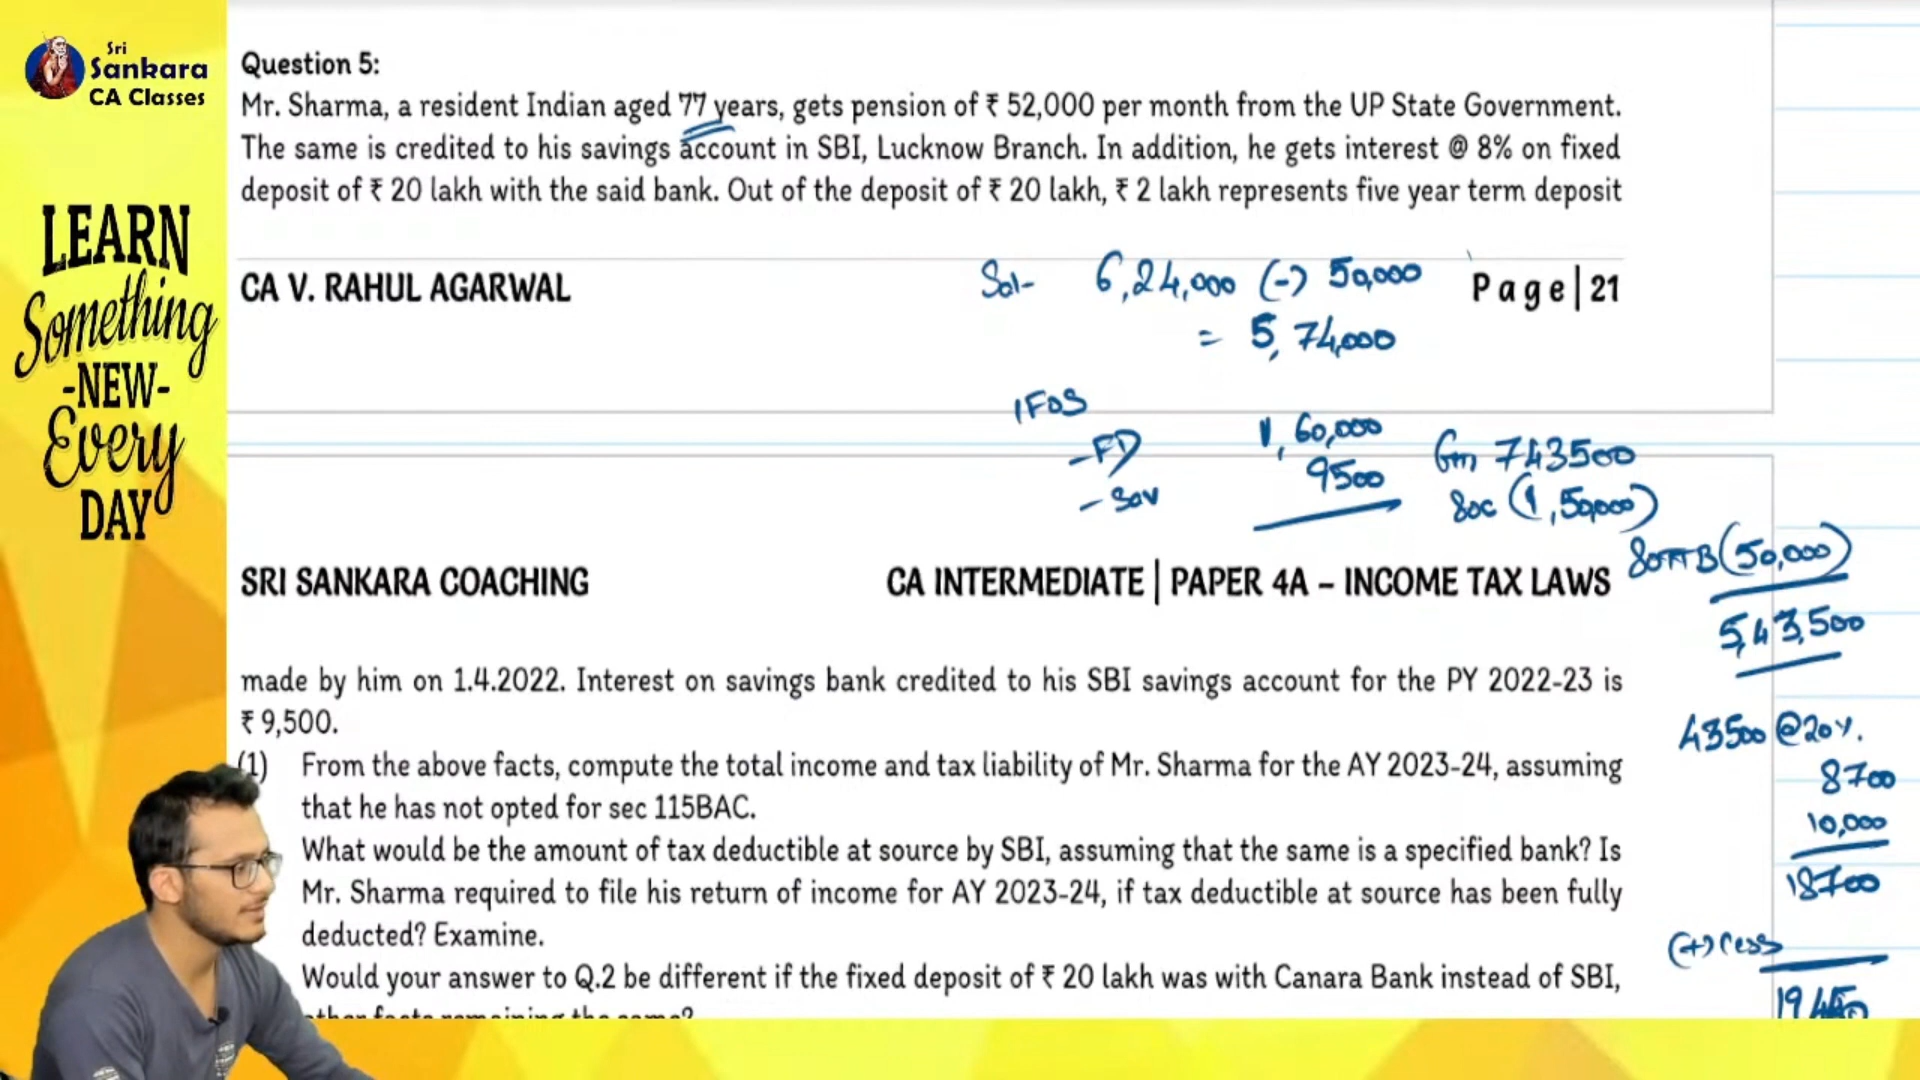 Sri
Sankara
CA Classes
LEARN
Something
-NEW-
Every
DAY
Question 5:
Mr. Sharma, a resident Indian aged 77 years, gets pension of ₹ 52,000 per month from the UP State Government.
The same is credited to his savings account in SBI, Lucknow Branch. In addition, he gets interest @ 8% on fixed
deposit of ₹ 20 lakh with the said bank. Out of the deposit of ₹ 20 lakh, ₹ 2 lakh represents five year term deposit
Sal- 6,24,000 (-) 50,000
= 5,74,000
CA V. RAHUL AGARWAL
Page|21
IFOS
-FD 1,60,000
-Sav 9500
743500
80C (1,50,000)
80TTB (50,000)
5,43,500
SRI SANKARA COACHING
CA INTERMEDIATE | PAPER 4A – INCOME TAX LAWS
made by him on 1.4.2022. Interest on savings bank credited to his SBI savings account for the PY 2022-23 is
₹ 9,500.
(1) From the above facts, compute the total income and tax liability of Mr. Sharma for the AY 2023-24, assuming
that he has not opted for sec 115BAC.
What would be the amount of tax deductible at source by SBI, assuming that the same is a specified bank? Is
Mr. Sharma required to file his return of income for AY 2023-24, if tax deductible at source has been fully
deducted? Examine.
Would your answer to Q.2 be different if the fixed deposit of ₹ 20 lakh was with Canara Bank instead of SBI,
other facts remaining the same?
43500 @20%.
8700
10,000
18700
(+) Cess